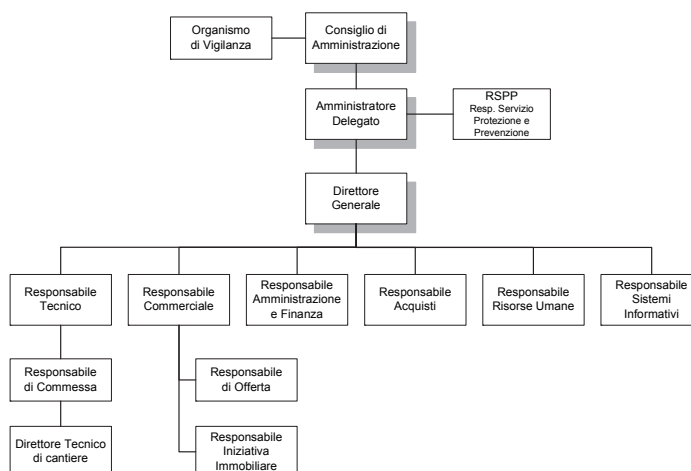 Organismo
di Vigilanza
Consiglio di
Amministrazione
Amministratore
Delegato
RSPP
Resp. Servizio
Protezione e
Prevenzione
Direttore
Generale
Responsabile
Tecnico
Responsabile
Commerciale
Responsabile
Amministrazione
e Finanza
Responsabile
Acquisti
Responsabile
Risorse Umane
Responsabile
Sistemi
Informativi
Responsabile
di Commessa
Responsabile
di Offerta
Direttore Tecnico
di cantiere
Responsabile
Iniziativa
Immobiliare